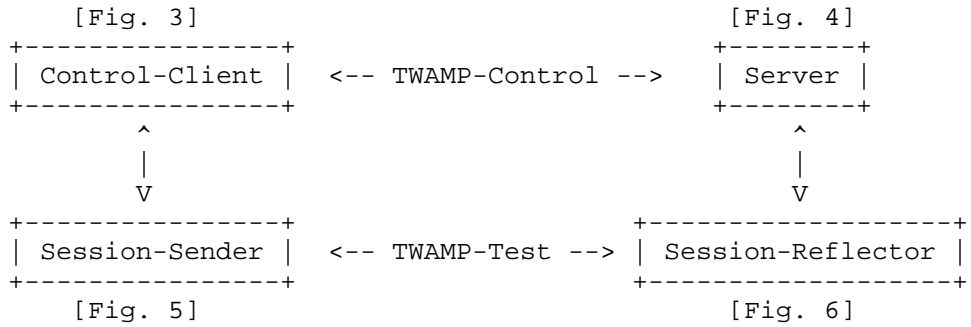 [Fig. 3] [Fig. 4]
+----------------+ +--------+
| Control-Client | <-- TWAMP-Control --> | Server |
+----------------+ +--------+
^ ^
| |
V V
+----------------+ +-------------------+
| Session-Sender | <-- TWAMP-Test --> | Session-Reflector |
+----------------+ +-------------------+
[Fig. 5] [Fig. 6]